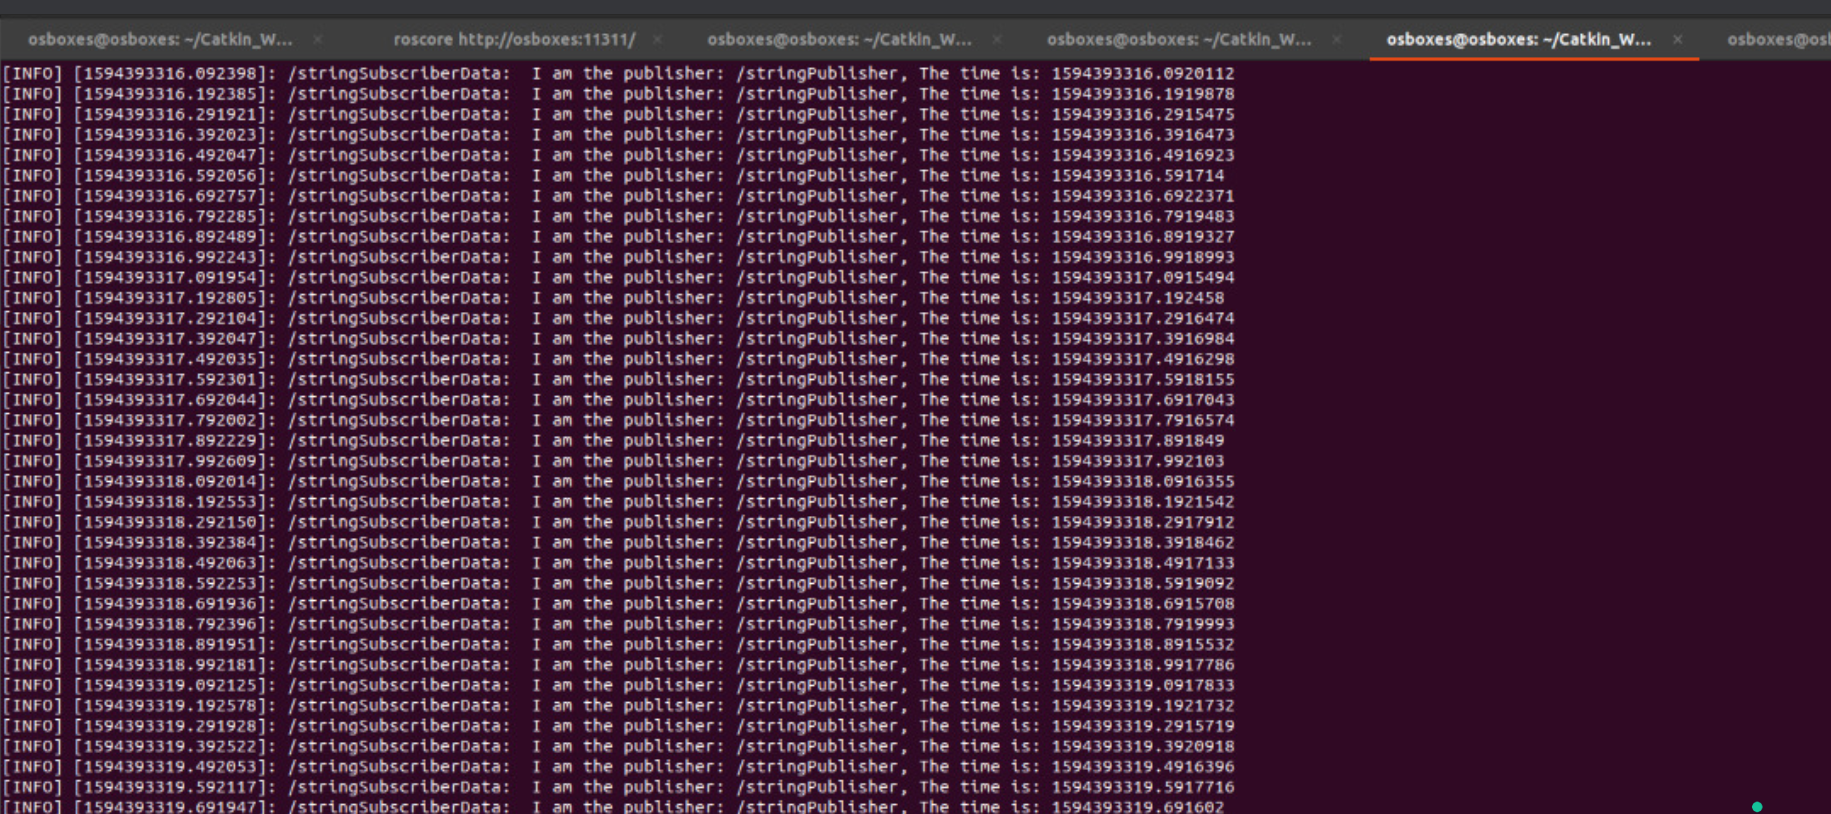 osboxes@osboxes: ~/Catkin_W... × roscore http://osboxes:11311/ × osboxes@osboxes: ~/Catkin_W... × osboxes@osboxes: ~/Catkin_W... × osboxes@osboxes: ~/Catkin_W... × osboxes@os
[INFO] [1594393316.092398]: /stringSubscriberData:  I am the publisher: /stringPublisher, The time is: 1594393316.0920112
[INFO] [1594393316.192385]: /stringSubscriberData:  I am the publisher: /stringPublisher, The time is: 1594393316.1919878
[INFO] [1594393316.291921]: /stringSubscriberData:  I am the publisher: /stringPublisher, The time is: 1594393316.2915475
[INFO] [1594393316.392023]: /stringSubscriberData:  I am the publisher: /stringPublisher, The time is: 1594393316.3916473
[INFO] [1594393316.492047]: /stringSubscriberData:  I am the publisher: /stringPublisher, The time is: 1594393316.4916923
[INFO] [1594393316.592056]: /stringSubscriberData:  I am the publisher: /stringPublisher, The time is: 1594393316.591714
[INFO] [1594393316.692757]: /stringSubscriberData:  I am the publisher: /stringPublisher, The time is: 1594393316.6922371
[INFO] [1594393316.792285]: /stringSubscriberData:  I am the publisher: /stringPublisher, The time is: 1594393316.7919483
[INFO] [1594393316.892489]: /stringSubscriberData:  I am the publisher: /stringPublisher, The time is: 1594393316.8919327
[INFO] [1594393316.992243]: /stringSubscriberData:  I am the publisher: /stringPublisher, The time is: 1594393316.9918993
[INFO] [1594393317.091954]: /stringSubscriberData:  I am the publisher: /stringPublisher, The time is: 1594393317.0915494
[INFO] [1594393317.192805]: /stringSubscriberData:  I am the publisher: /stringPublisher, The time is: 1594393317.192458
[INFO] [1594393317.292104]: /stringSubscriberData:  I am the publisher: /stringPublisher, The time is: 1594393317.2916474
[INFO] [1594393317.392047]: /stringSubscriberData:  I am the publisher: /stringPublisher, The time is: 1594393317.3916984
[INFO] [1594393317.492035]: /stringSubscriberData:  I am the publisher: /stringPublisher, The time is: 1594393317.4916298
[INFO] [1594393317.592301]: /stringSubscriberData:  I am the publisher: /stringPublisher, The time is: 1594393317.5918155
[INFO] [1594393317.692044]: /stringSubscriberData:  I am the publisher: /stringPublisher, The time is: 1594393317.6917043
[INFO] [1594393317.792002]: /stringSubscriberData:  I am the publisher: /stringPublisher, The time is: 1594393317.7916574
[INFO] [1594393317.892229]: /stringSubscriberData:  I am the publisher: /stringPublisher, The time is: 1594393317.891849
[INFO] [1594393317.992609]: /stringSubscriberData:  I am the publisher: /stringPublisher, The time is: 1594393317.992103
[INFO] [1594393318.092014]: /stringSubscriberData:  I am the publisher: /stringPublisher, The time is: 1594393318.0916355
[INFO] [1594393318.192553]: /stringSubscriberData:  I am the publisher: /stringPublisher, The time is: 1594393318.1921542
[INFO] [1594393318.292150]: /stringSubscriberData:  I am the publisher: /stringPublisher, The time is: 1594393318.2917912
[INFO] [1594393318.392384]: /stringSubscriberData:  I am the publisher: /stringPublisher, The time is: 1594393318.3918462
[INFO] [1594393318.492063]: /stringSubscriberData:  I am the publisher: /stringPublisher, The time is: 1594393318.4917133
[INFO] [1594393318.592253]: /stringSubscriberData:  I am the publisher: /stringPublisher, The time is: 1594393318.5919092
[INFO] [1594393318.691936]: /stringSubscriberData:  I am the publisher: /stringPublisher, The time is: 1594393318.6915708
[INFO] [1594393318.792396]: /stringSubscriberData:  I am the publisher: /stringPublisher, The time is: 1594393318.7919993
[INFO] [1594393318.891951]: /stringSubscriberData:  I am the publisher: /stringPublisher, The time is: 1594393318.8915532
[INFO] [1594393318.992181]: /stringSubscriberData:  I am the publisher: /stringPublisher, The time is: 1594393318.9917786
[INFO] [1594393319.092125]: /stringSubscriberData:  I am the publisher: /stringPublisher, The time is: 1594393319.0917833
[INFO] [1594393319.192578]: /stringSubscriberData:  I am the publisher: /stringPublisher, The time is: 1594393319.1921732
[INFO] [1594393319.291928]: /stringSubscriberData:  I am the publisher: /stringPublisher, The time is: 1594393319.2915719
[INFO] [1594393319.392522]: /stringSubscriberData:  I am the publisher: /stringPublisher, The time is: 1594393319.3920918
[INFO] [1594393319.492053]: /stringSubscriberData:  I am the publisher: /stringPublisher, The time is: 1594393319.4916396
[INFO] [1594393319.592117]: /stringSubscriberData:  I am the publisher: /stringPublisher, The time is: 1594393319.5917716
[INFO] [1594393319.691947]: /stringSubscriberData:  I am the publisher: /stringPublisher, The time is: 1594393319.691602